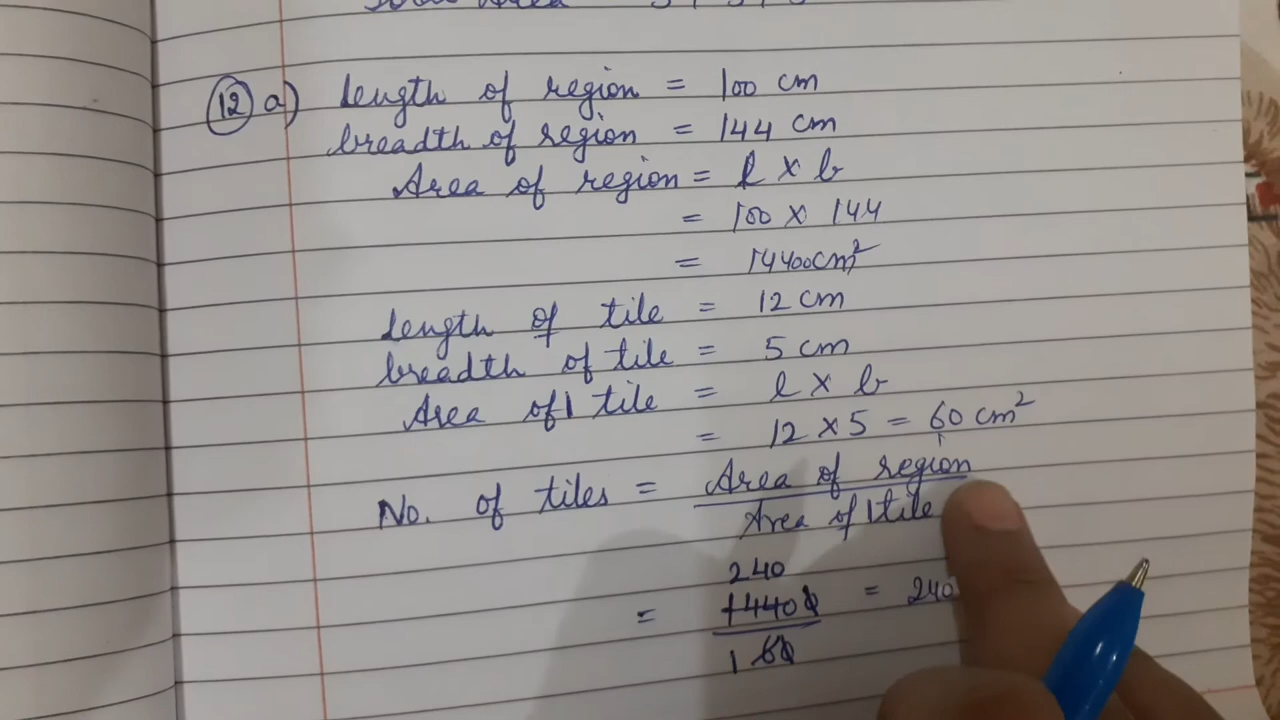 12 a) length of region = 100 cm
breadth of region = 144 cm
Area of region = l × b
= 100 × 144
= 14400cm²
length of tile = 12 cm
breadth of tile = 5 cm
Area of 1 tile = l × b
= 12 × 5 = 60 cm²
No. of tiles = Area of region
Area of 1 tile
240
= 14400 = 240
1 60